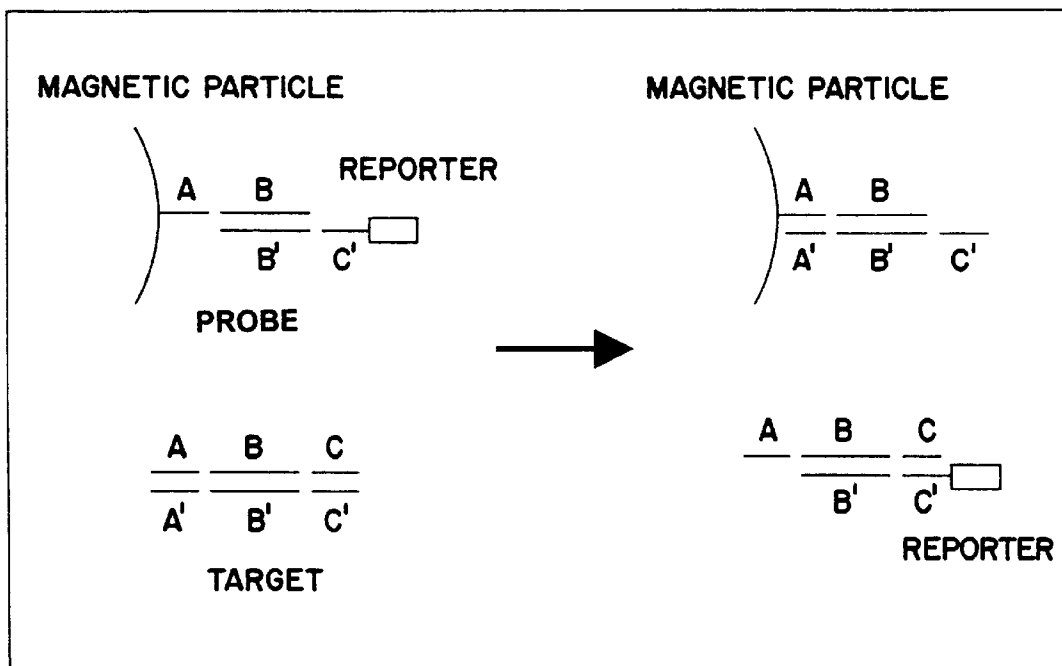 MAGNETIC PARTICLE
A B
REPORTER
B' C'
PROBE
A B C
A' B' C'
TARGET
MAGNETIC PARTICLE
A B
A' B' C'
A B C
B' C'
REPORTER